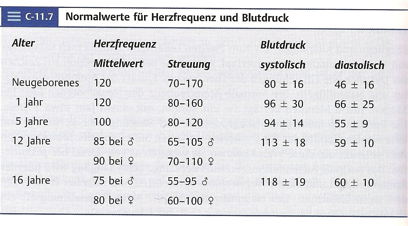 C-11.7 Normalwerte für Herzfrequenz und Blutdruck
Alter Herzfrequenz Blutdruck
Mittelwert Streuung systolisch diastolisch
Neugeborenes 120 70–170 80 ± 16 46 ± 16
1 Jahr 120 80–160 96 ± 30 66 ± 25
5 Jahre 100 80–120 94 ± 14 55 ± 9
12 Jahre 85 bei ♂ 65–105 ♂ 113 ± 18 59 ± 10
90 bei ♀ 70–110 ♀
16 Jahre 75 bei ♂ 55–95 ♂ 118 ± 19 60 ± 10
80 bei ♀ 60–100 ♀